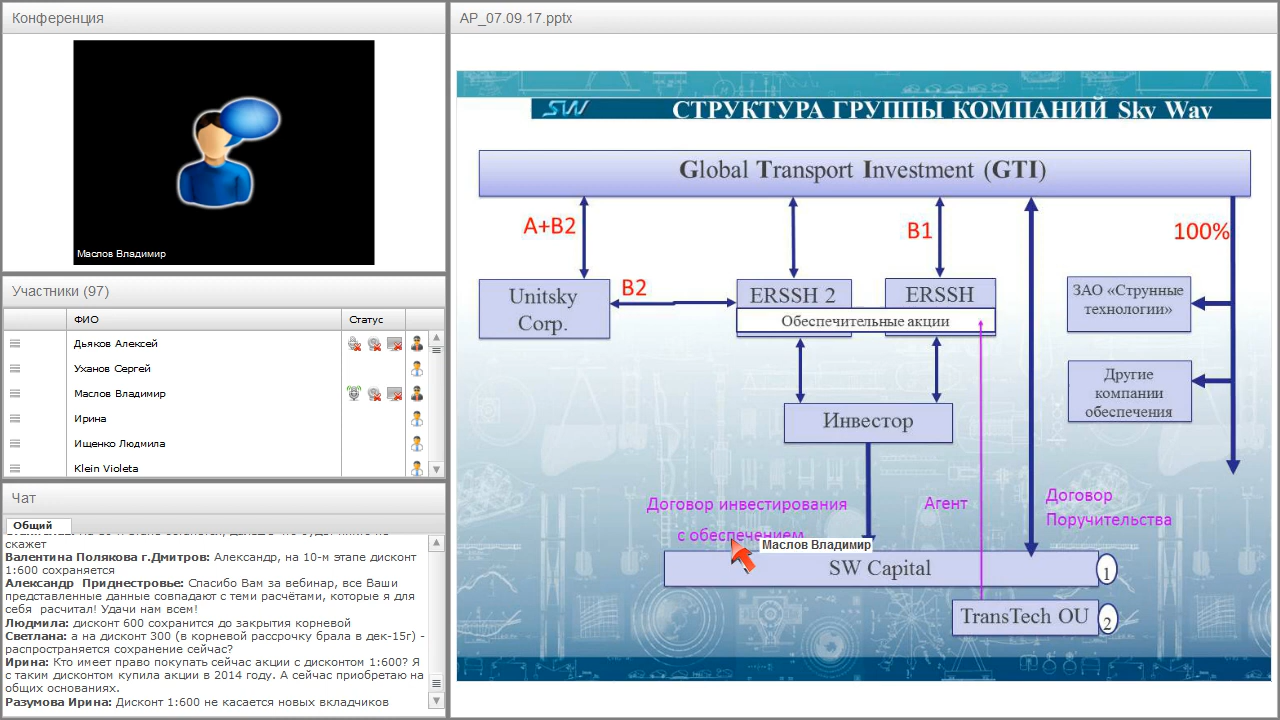 Конференция
Маслов Владимир
Участники (97)
ФИО
Статус
Дьяков Алексей
Уханов Сергей
Маслов Владимир
Ирина
Ищенко Людмила
Klein Violeta
Чат
Общий
сюжет
Валентина Полякова г.Дмитров: Александр, на 10-м этапе дисконт
1:600 сохраняется
Александр Приднестровье: Спасибо Вам за вебинар, все Ваши
представленные данные совпадают с теми расчётами, которые я для
себя расчитал! Удачи нам всем!
Людмила: дисконт 600 сохранится до закрытия корневой
Светлана: а на дисконт 300 (в корневой рассрочку брала в дек-15г) -
распространяется сохранение сейчас?
Ирина: Кто имеет право покупать сейчас акции с дисконтом 1:600? Я
с таким дисконтом купила акции в 2014 году. А сейчас приобретаю на
общих основаниях.
Разумова Ирина: Дисконт 1:600 не касается новых вкладчиков
AP_07.09.17.pptx
SW
СТРУКТУРА ГРУППЫ КОМПАНИЙ Sky Way
Global Transport Investment (GTI)
A+B2
B1
100%
B2
Unitsky
Corp.
ERSSH 2
ERSSH
Обеспечительные акции
ЗАО «Струнные
технологии»
Другие
компании
обеспечения
Инвестор
Договор инвестирования
с обеспечением
Агент
Договор
Поручительства
Маслов Владимир
SW Capital
1
TransTech OU
2